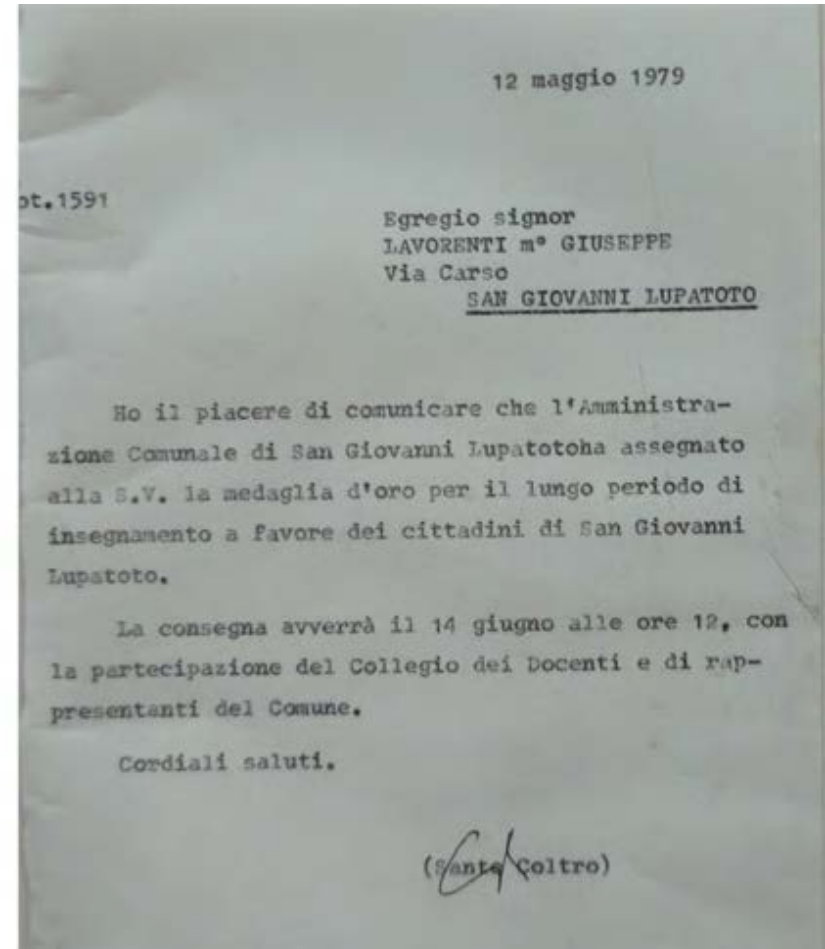 12 maggio 1979
ot.1591
Egregio signor
LAVORENTI m° GIUSEPPE
Via Carso
SAN GIOVANNI LUPATOTO
Ho il piacere di comunicare che l'Amministra-
zione Comunale di San Giovanni Lupatotoha assegnato
alla S.V. la medaglia d'oro per il lungo periodo di
insegnamento a favore dei cittadini di San Giovanni
Lupatoto.
La consegna avverrà il 14 giugno alle ore 12, con
la partecipazione del Collegio dei Docenti e di rap-
presentanti del Comune.
Cordiali saluti.
(Sante Coltro)